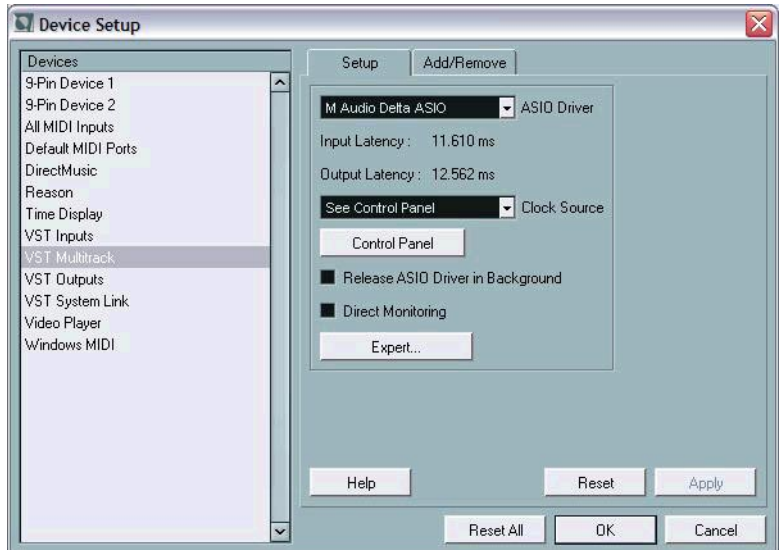 Device Setup
Devices
9-Pin Device 1
9-Pin Device 2
All MIDI Inputs
Default MIDI Ports
DirectMusic
Reason
Time Display
VST Inputs
VST Multitrack
VST Outputs
VST System Link
Video Player
Windows MIDI
Setup
Add/Remove
M Audio Delta ASIO
ASIO Driver
Input Latency : 11.610 ms
Output Latency : 12.562 ms
See Control Panel
Clock Source
Control Panel
Release ASIO Driver in Background
Direct Monitoring
Expert...
Help
Reset
Apply
Reset All
OK
Cancel